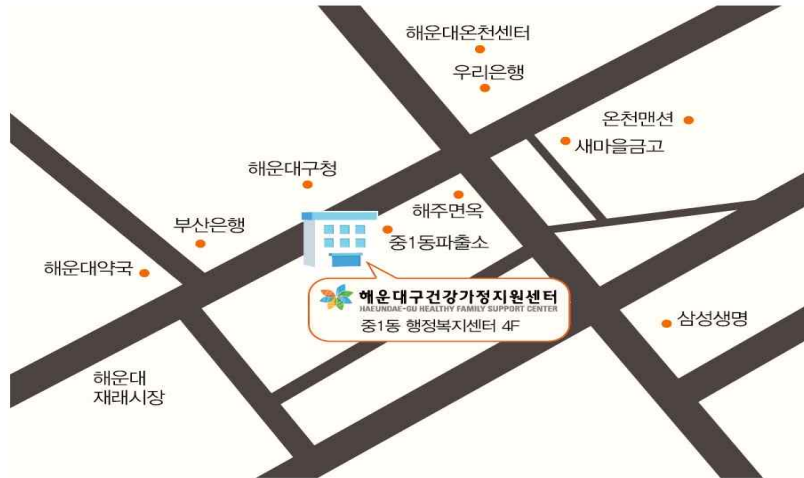 해운대온천센터
우리은행
온천맨션
새마을금고
해운대구청
해주면옥
부산은행
중1동파출소
해운대약국
해운대구건강가정지원센터
HAEUNDAE-GU HEALTHY FAMILY SUPPORT CENTER
중1동 행정복지센터 4F
삼성생명
해운대
재래시장